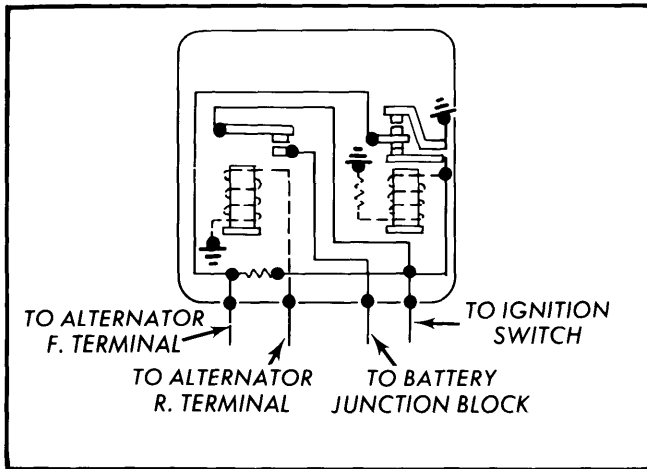 TO ALTERNATOR
F. TERMINAL
TO ALTERNATOR
R. TERMINAL
TO BATTERY
JUNCTION BLOCK
TO IGNITION
SWITCH